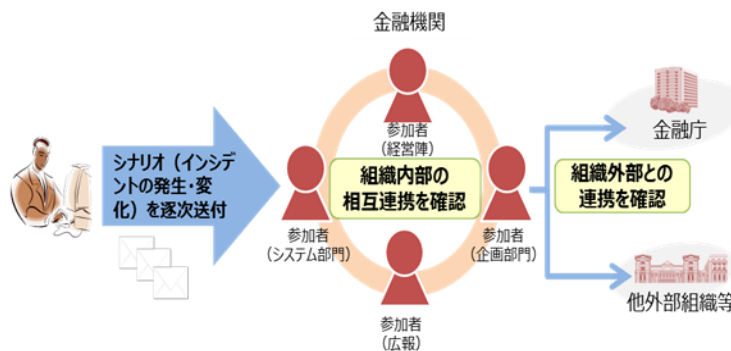 金融機関
参加者
(経営陣)
シナリオ（インシデ
ントの発生・変
化）を逐次送付
組織内部の
相互連携を確認
参加者
(システム部門)
参加者
(企画部門)
参加者
(広報)
金融庁
組織外部との
連携を確認
他外部組織等